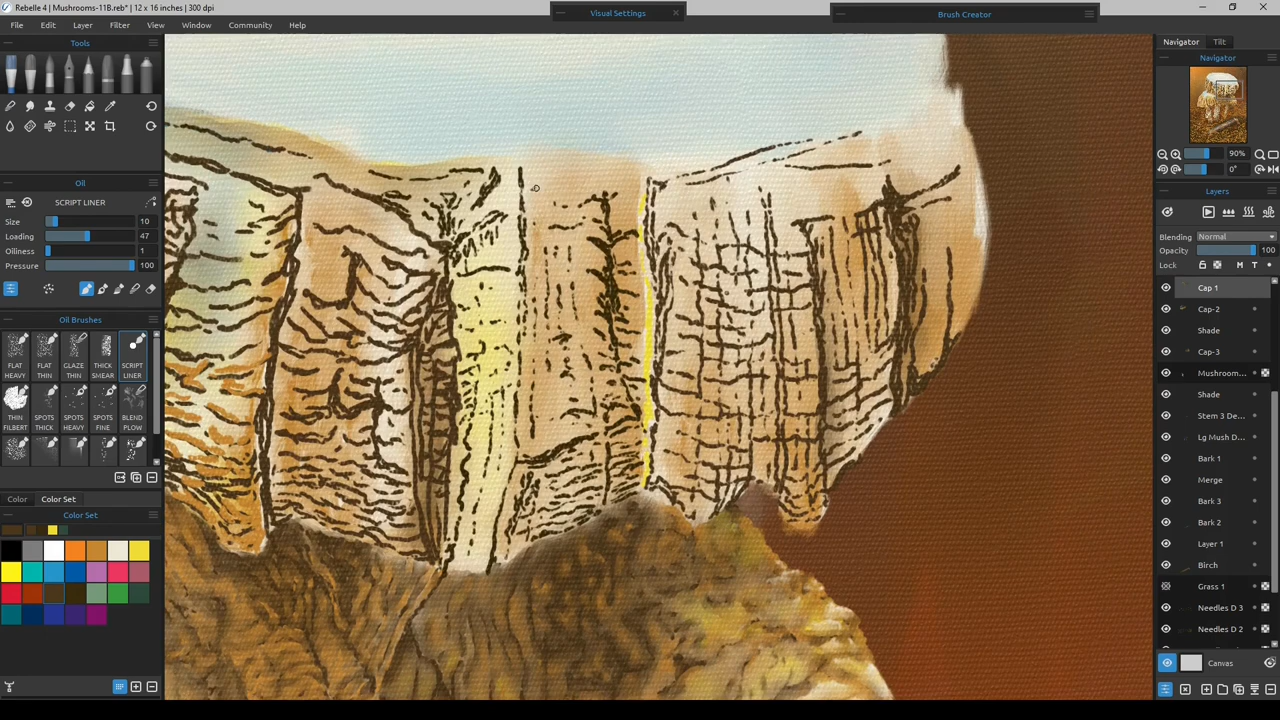 Rebelle 4 | Mushrooms-11B.reb* | 12 x 16 inches | 300 dpi
Visual Settings
Brush Creator
File Edit Layer Filter View Window Community Help
Tools
Oil
SCRIPT LINER
Size 10
Loading 47
Oiliness 1
Pressure 100
Oil Brushes
FLAT HEAVY
FLAT THIN
GLAZE THIN
THICK SMEAR
SCRIPT LINER
THIN FILBERT
SPOTS THICK
SPOTS HEAVY
SPOTS FINE
BLEND PLOW
Color Color Set
Color Set
Navigator Tilt
Navigator
90%
0°
Layers
Blending Normal
Opacity 100
Lock M T
Cap 1
Cap-2
Shade
Cap-3
Mushroom...
Shade
Stem 3 De...
Lg Mush D...
Bark 1
Merge
Bark 3
Bark 2
Layer 1
Birch
Grass 1
Needles D 3
Needles D 2
Canvas